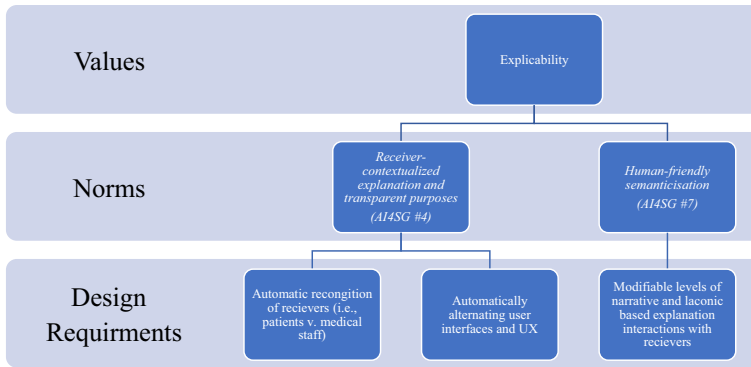 Values
Explicability
Norms
Receiver-
contextualized
explanation and
transparent purposes
(AI4SG #4)
Human-friendly
semanticisation
(AI4SG #7)
Design
Requirments
Automatic recongition
of recievers (i.e.,
patients v. medical
staff)
Automatically
alternating user
interfaces and UX
Modifiable levels of
narrative and laconic
based explanation
interactions with
recievers